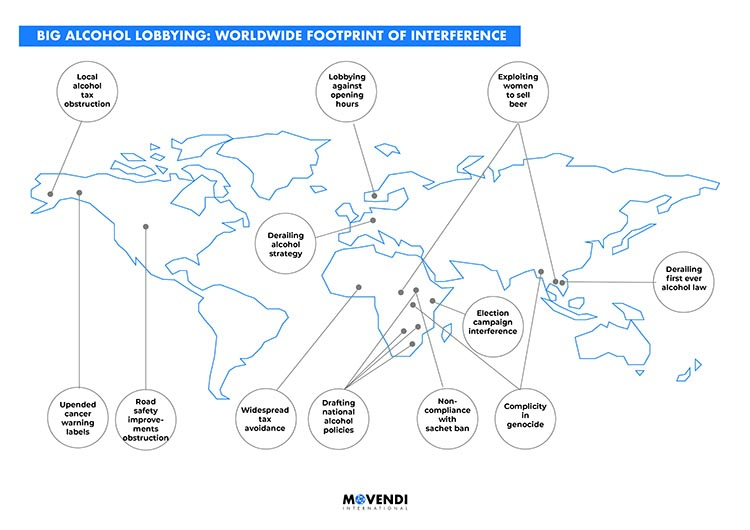 BIG ALCOHOL LOBBYING: WORLDWIDE FOOTPRINT OF INTERFERENCE
Local
alcohol
tax
obstruction
Lobbying
against
opening
hours
Exploiting
women
to sell
beer
Derailing
alcohol
strategy
Derailing
first ever
alcohol law
Election
campaign
interference
Upended
cancer
warning
labels
Road
safety
improve-
ments
obstruction
Widespread
tax
avoidance
Drafting
national
alcohol
policies
Non-
compliance
with
sachet ban
Complicity
in
genocide
MOVENDI
INTERNATIONAL